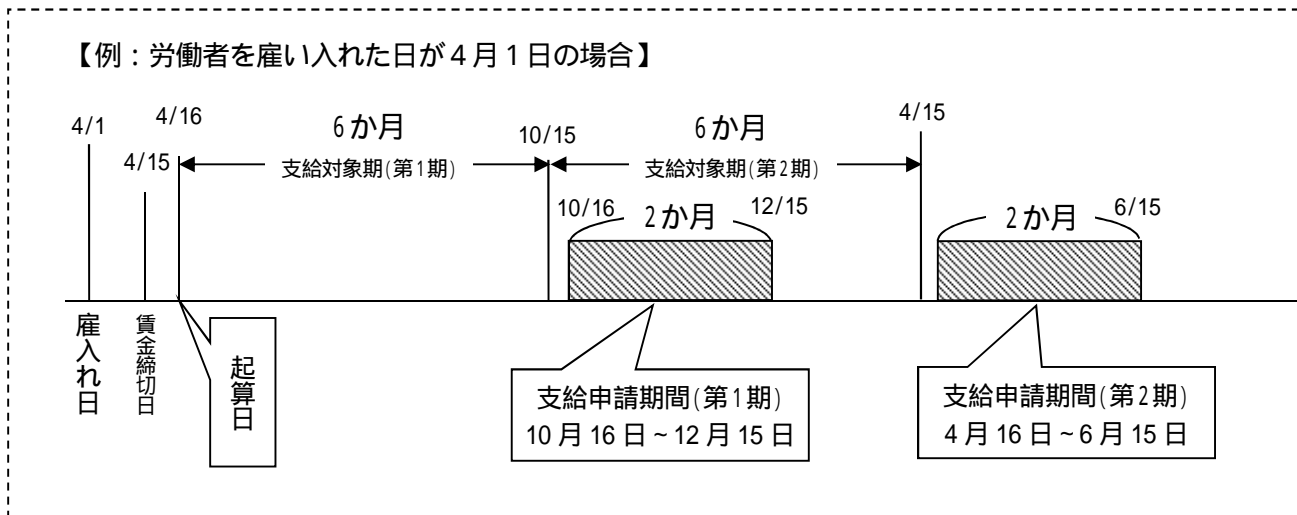 【例:労働者を雇い入れた日が4月1日の場合】
4/1
4/15
4/16
6か月
支給対象期(第1期)
10/15
6か月
支給対象期(第2期)
4/15
10/16
2か月
12/15
2か月
6/15
雇入れ日
賃金締切日
起算日
支給申請期間(第1期)
10月16日~12月15日
支給申請期間(第2期)
4月16日~6月15日